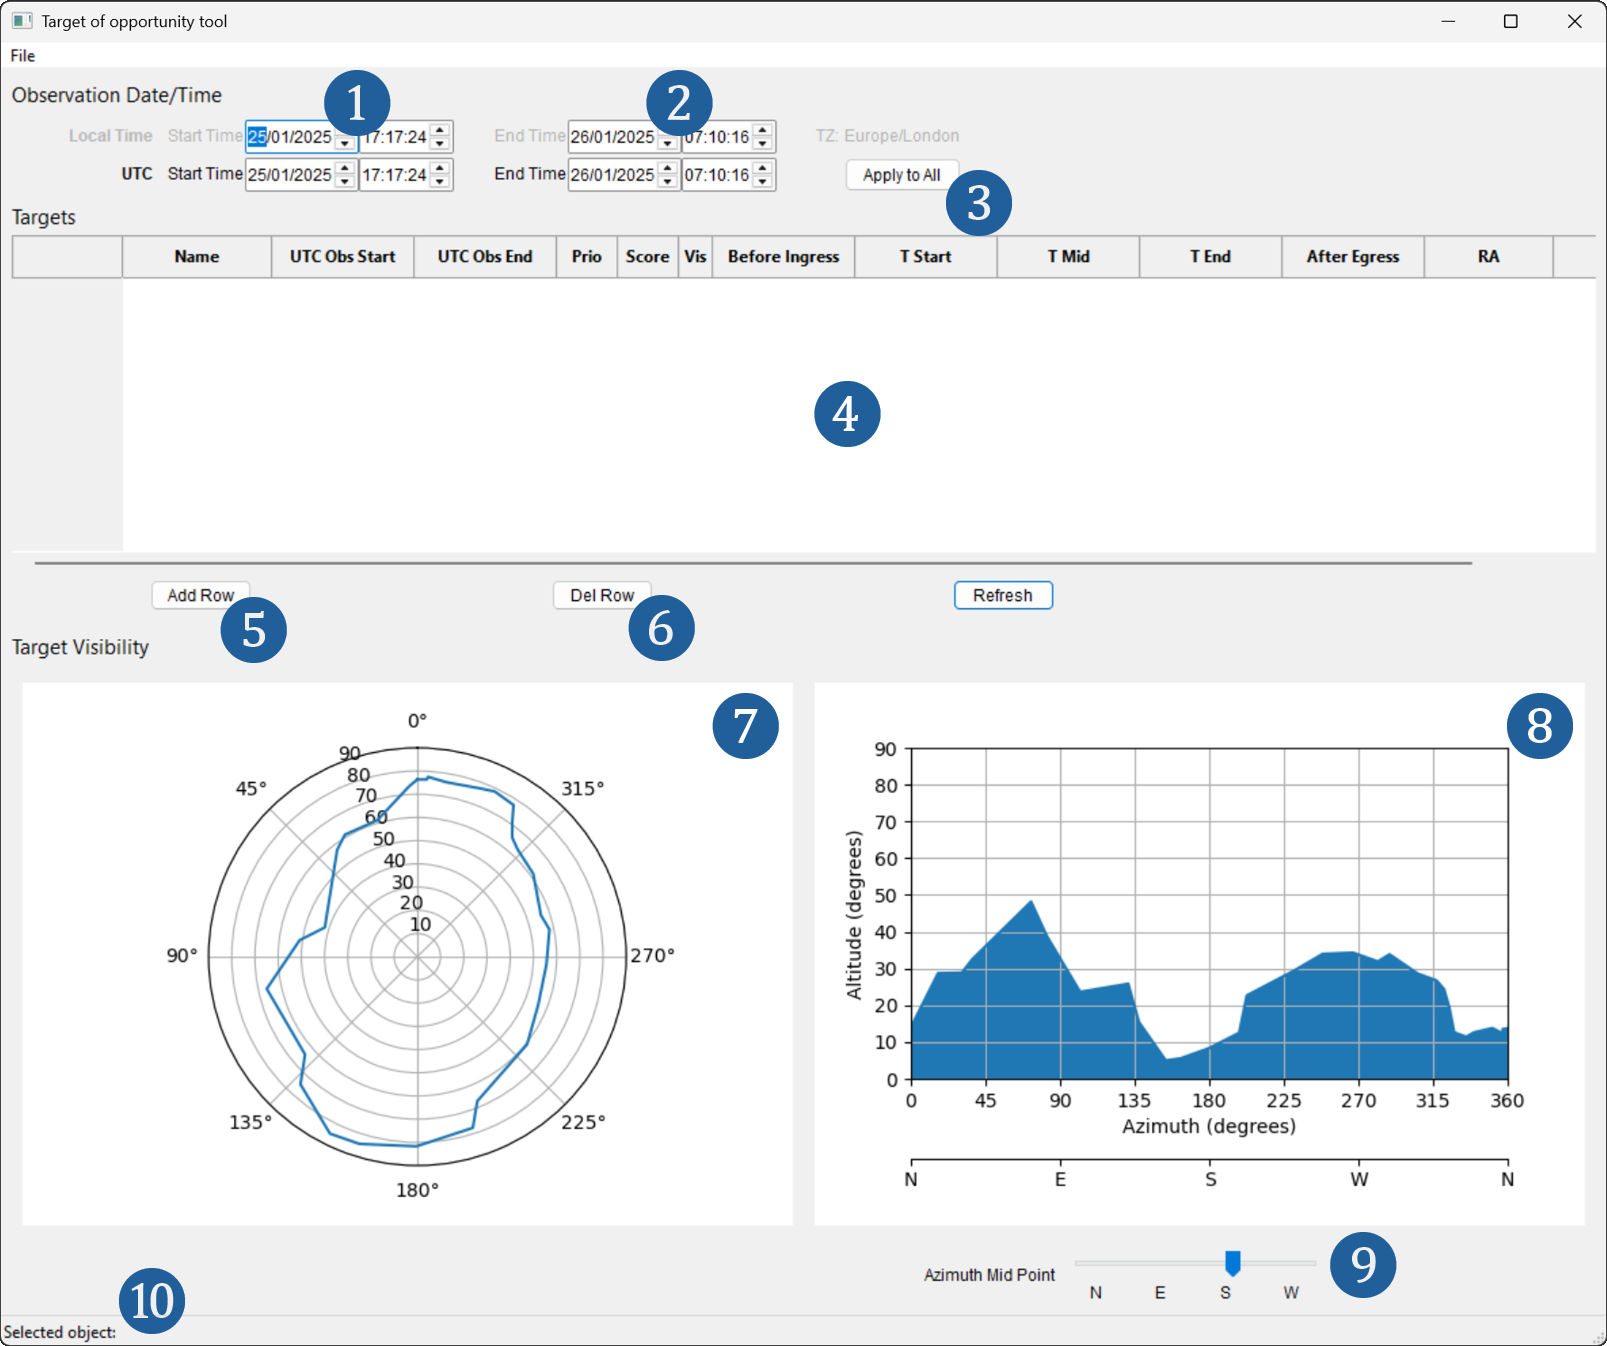 Target of opportunity tool
File
Observation Date/Time
1
2
Local Time Start Time 25/01/2025 17:17:24 End Time 26/01/2025 07:10:16 TZ: Europe/London
UTC Start Time 25/01/2025 17:17:24 End Time 26/01/2025 07:10:16 Apply to All
3
Targets
Name UTC Obs Start UTC Obs End Prio Score Vis Before Ingress T Start T Mid T End After Egress RA
4
Add Row Del Row Refresh
5
6
Target Visibility
7
0°
45°
90°
135°
180°
225°
270°
315°
90
80
70
60
50
40
30
20
10
8
Altitude (degrees)
90
80
70
60
50
40
30
20
10
0
0 45 90 135 180 225 270 315 360
Azimuth (degrees)
N E S W N
Azimuth Mid Point
N E S W
9
10
Selected object: